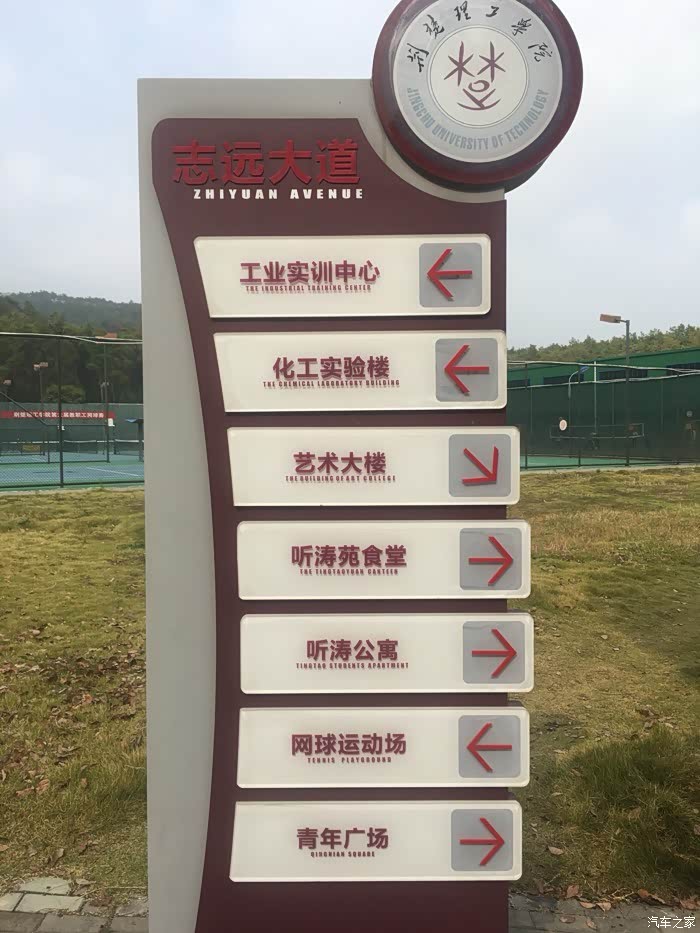 荆楚理工学院
JINGCHU UNIVERSITY OF TECHNOLOGY
志远大道
ZHIYUAN AVENUE
工业实训中心
THE INDUSTRIAL TRAINING CENTER
化工实验楼
THE CHEMICAL LABORATORY BUILDING
艺术大楼
THE BUILDING OF ART COLLEGE
听涛苑食堂
THE TINGTAOYUAN CANTEEN
听涛公寓
TINGTAO STUDENTS APARTMENT
网球运动场
TENNIS PLAYGROUND
青年广场
QINGNIAN SQUARE
汽车之家